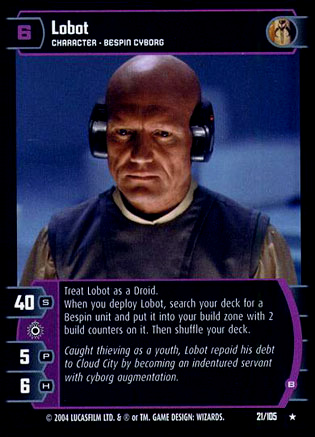 6
Lobot
CHARACTER - BESPIN CYBORG
40 S
Treat Lobot as a Droid.
When you deploy Lobot, search your deck for a
Bespin unit and put it into your build zone with 2
build counters on it. Then shuffle your deck.
5 P
Caught thieving as a youth, Lobot repaid his debt
to Cloud City by becoming an indentured servant
with cyborg augmentation.
6 H
B
© 2004 LUCASFILM LTD. & ® or TM. GAME DESIGN: WIZARDS.
21/105